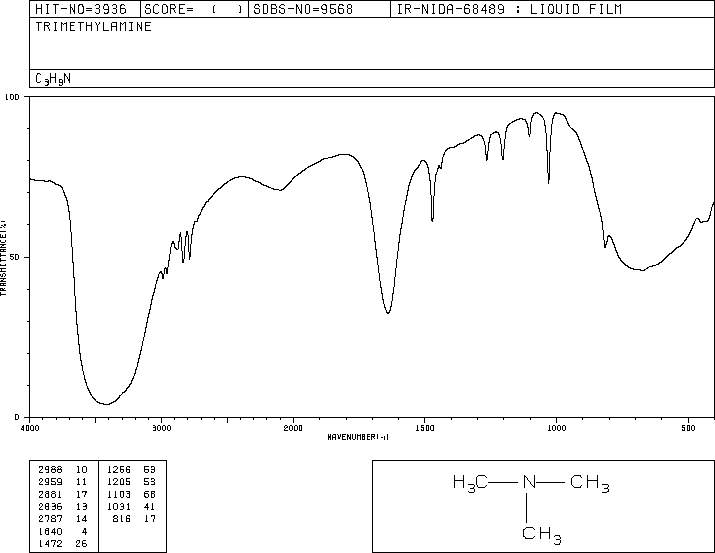 HIT-NO=3936 SCORE= ( ) SDBS-NO=9568 IR-NIDA-68489 : LIQUID FILM
TRIMETHYLAMINE
C3H9N
100
50
0
TRANSMITTANCE(%)
4000 3000 2000 1500 1000 500
WAVENUMBER(-1)
2988 10 1266 59
2959 11 1205 53
2881 17 1103 66
2836 13 1031 41
2787 14 816 17
1640 4
1472 26
H3C N CH3
CH3